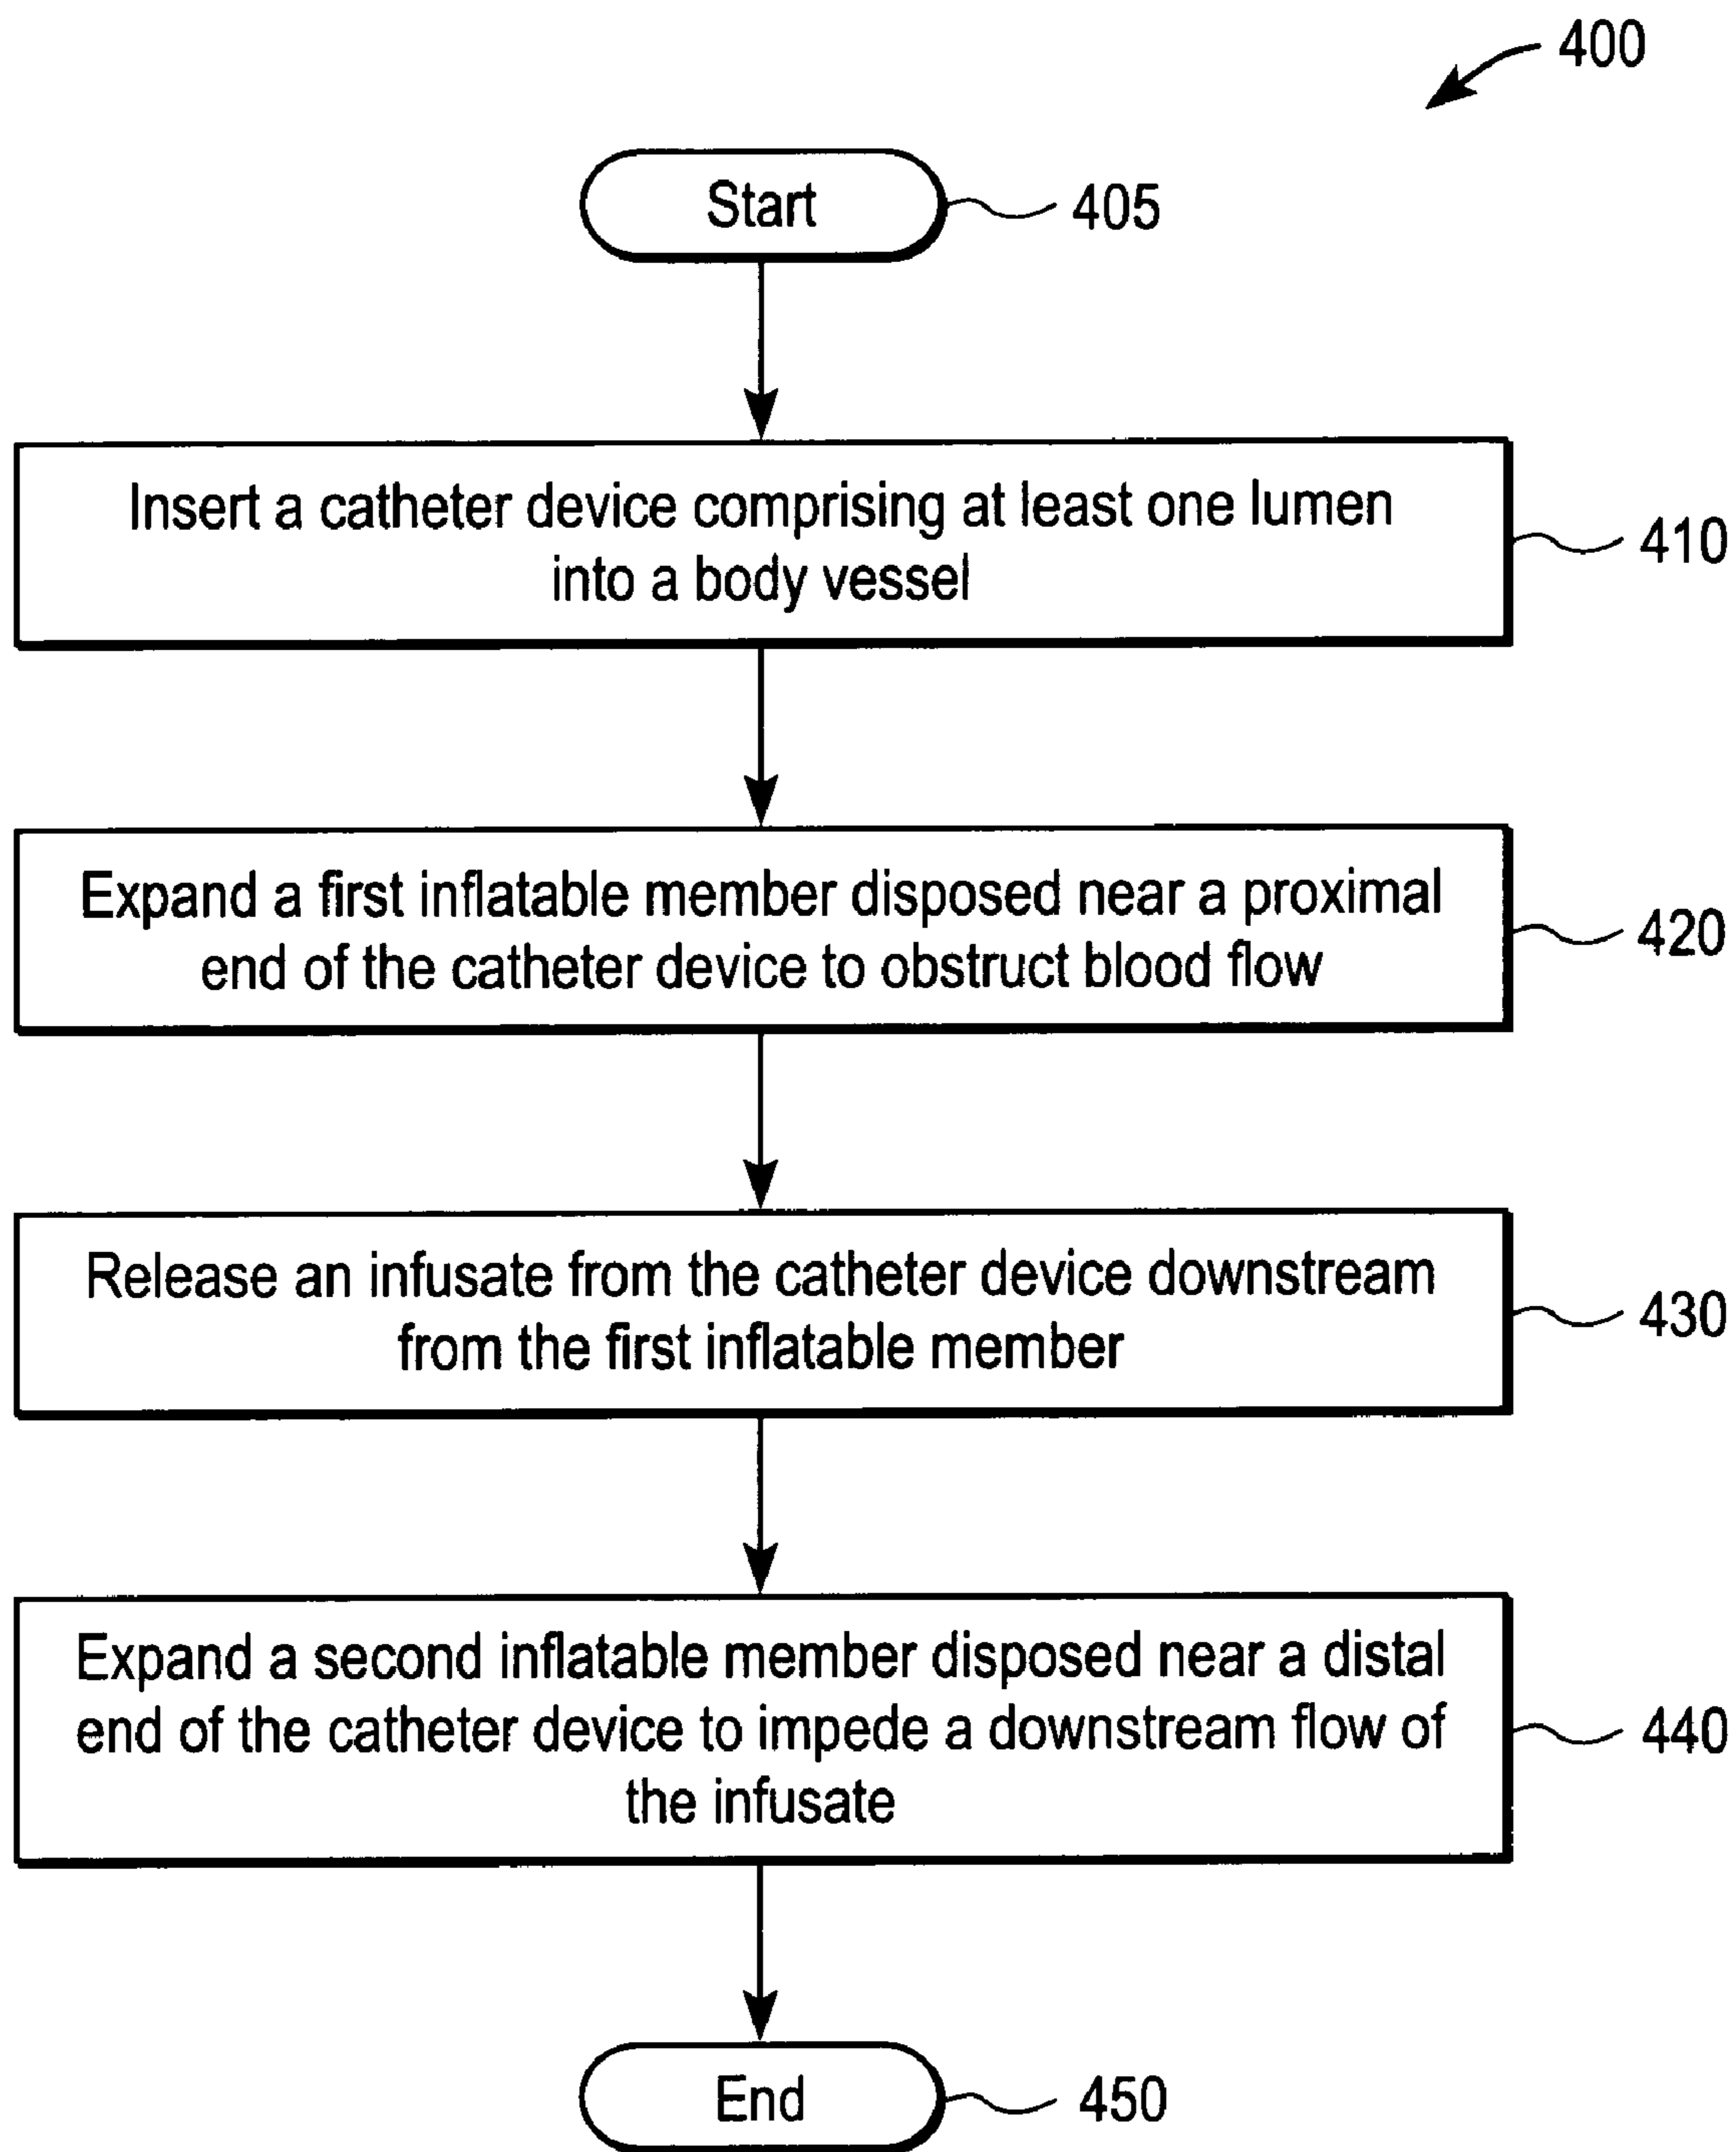 400
Start
405
Insert a catheter device comprising at least one lumen
into a body vessel
410
Expand a first inflatable member disposed near a proximal
end of the catheter device to obstruct blood flow
420
Release an infusate from the catheter device downstream
from the first inflatable member
430
Expand a second inflatable member disposed near a distal
end of the catheter device to impede a downstream flow of
the infusate
440
End
450